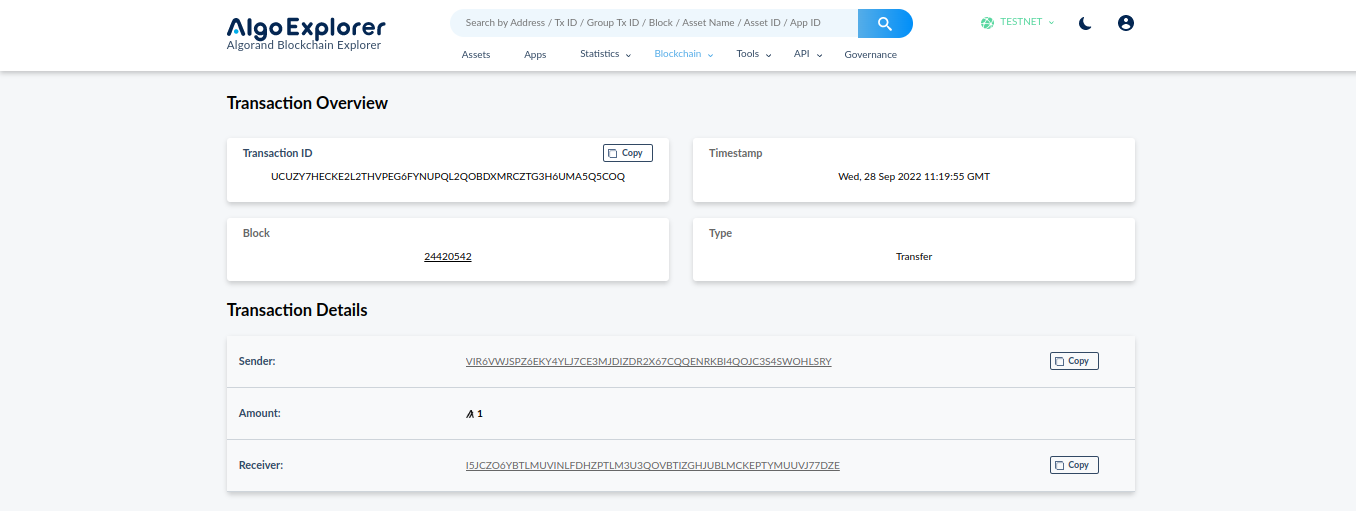 AlgoExplorer
Algorand Blockchain Explorer
Search by Address / Tx ID / Group Tx ID / Block / Asset Name / Asset ID / App ID
TESTNET
Assets Apps Statistics Blockchain Tools API Governance
Transaction Overview
Transaction ID
Copy
UCUZY7HECKE2L2THVPEG6FYNUPQL2QOBDXMRCZTG3H6UMA5Q5COQ
Timestamp
Wed, 28 Sep 2022 11:19:55 GMT
Block
24420542
Type
Transfer
Transaction Details
Sender: VIR6VWJSPZ6EKY4YLJ7CE3MJDIZDR2X67CQQENRKBI4QOJC3S4SWOHLSRY Copy
Amount: 1
Receiver: I5JCZO6YBTLMUVINLFDHZPTLM3U3QOVBTIZGHJUBLMCKEPTYMUUVJ77DZE Copy